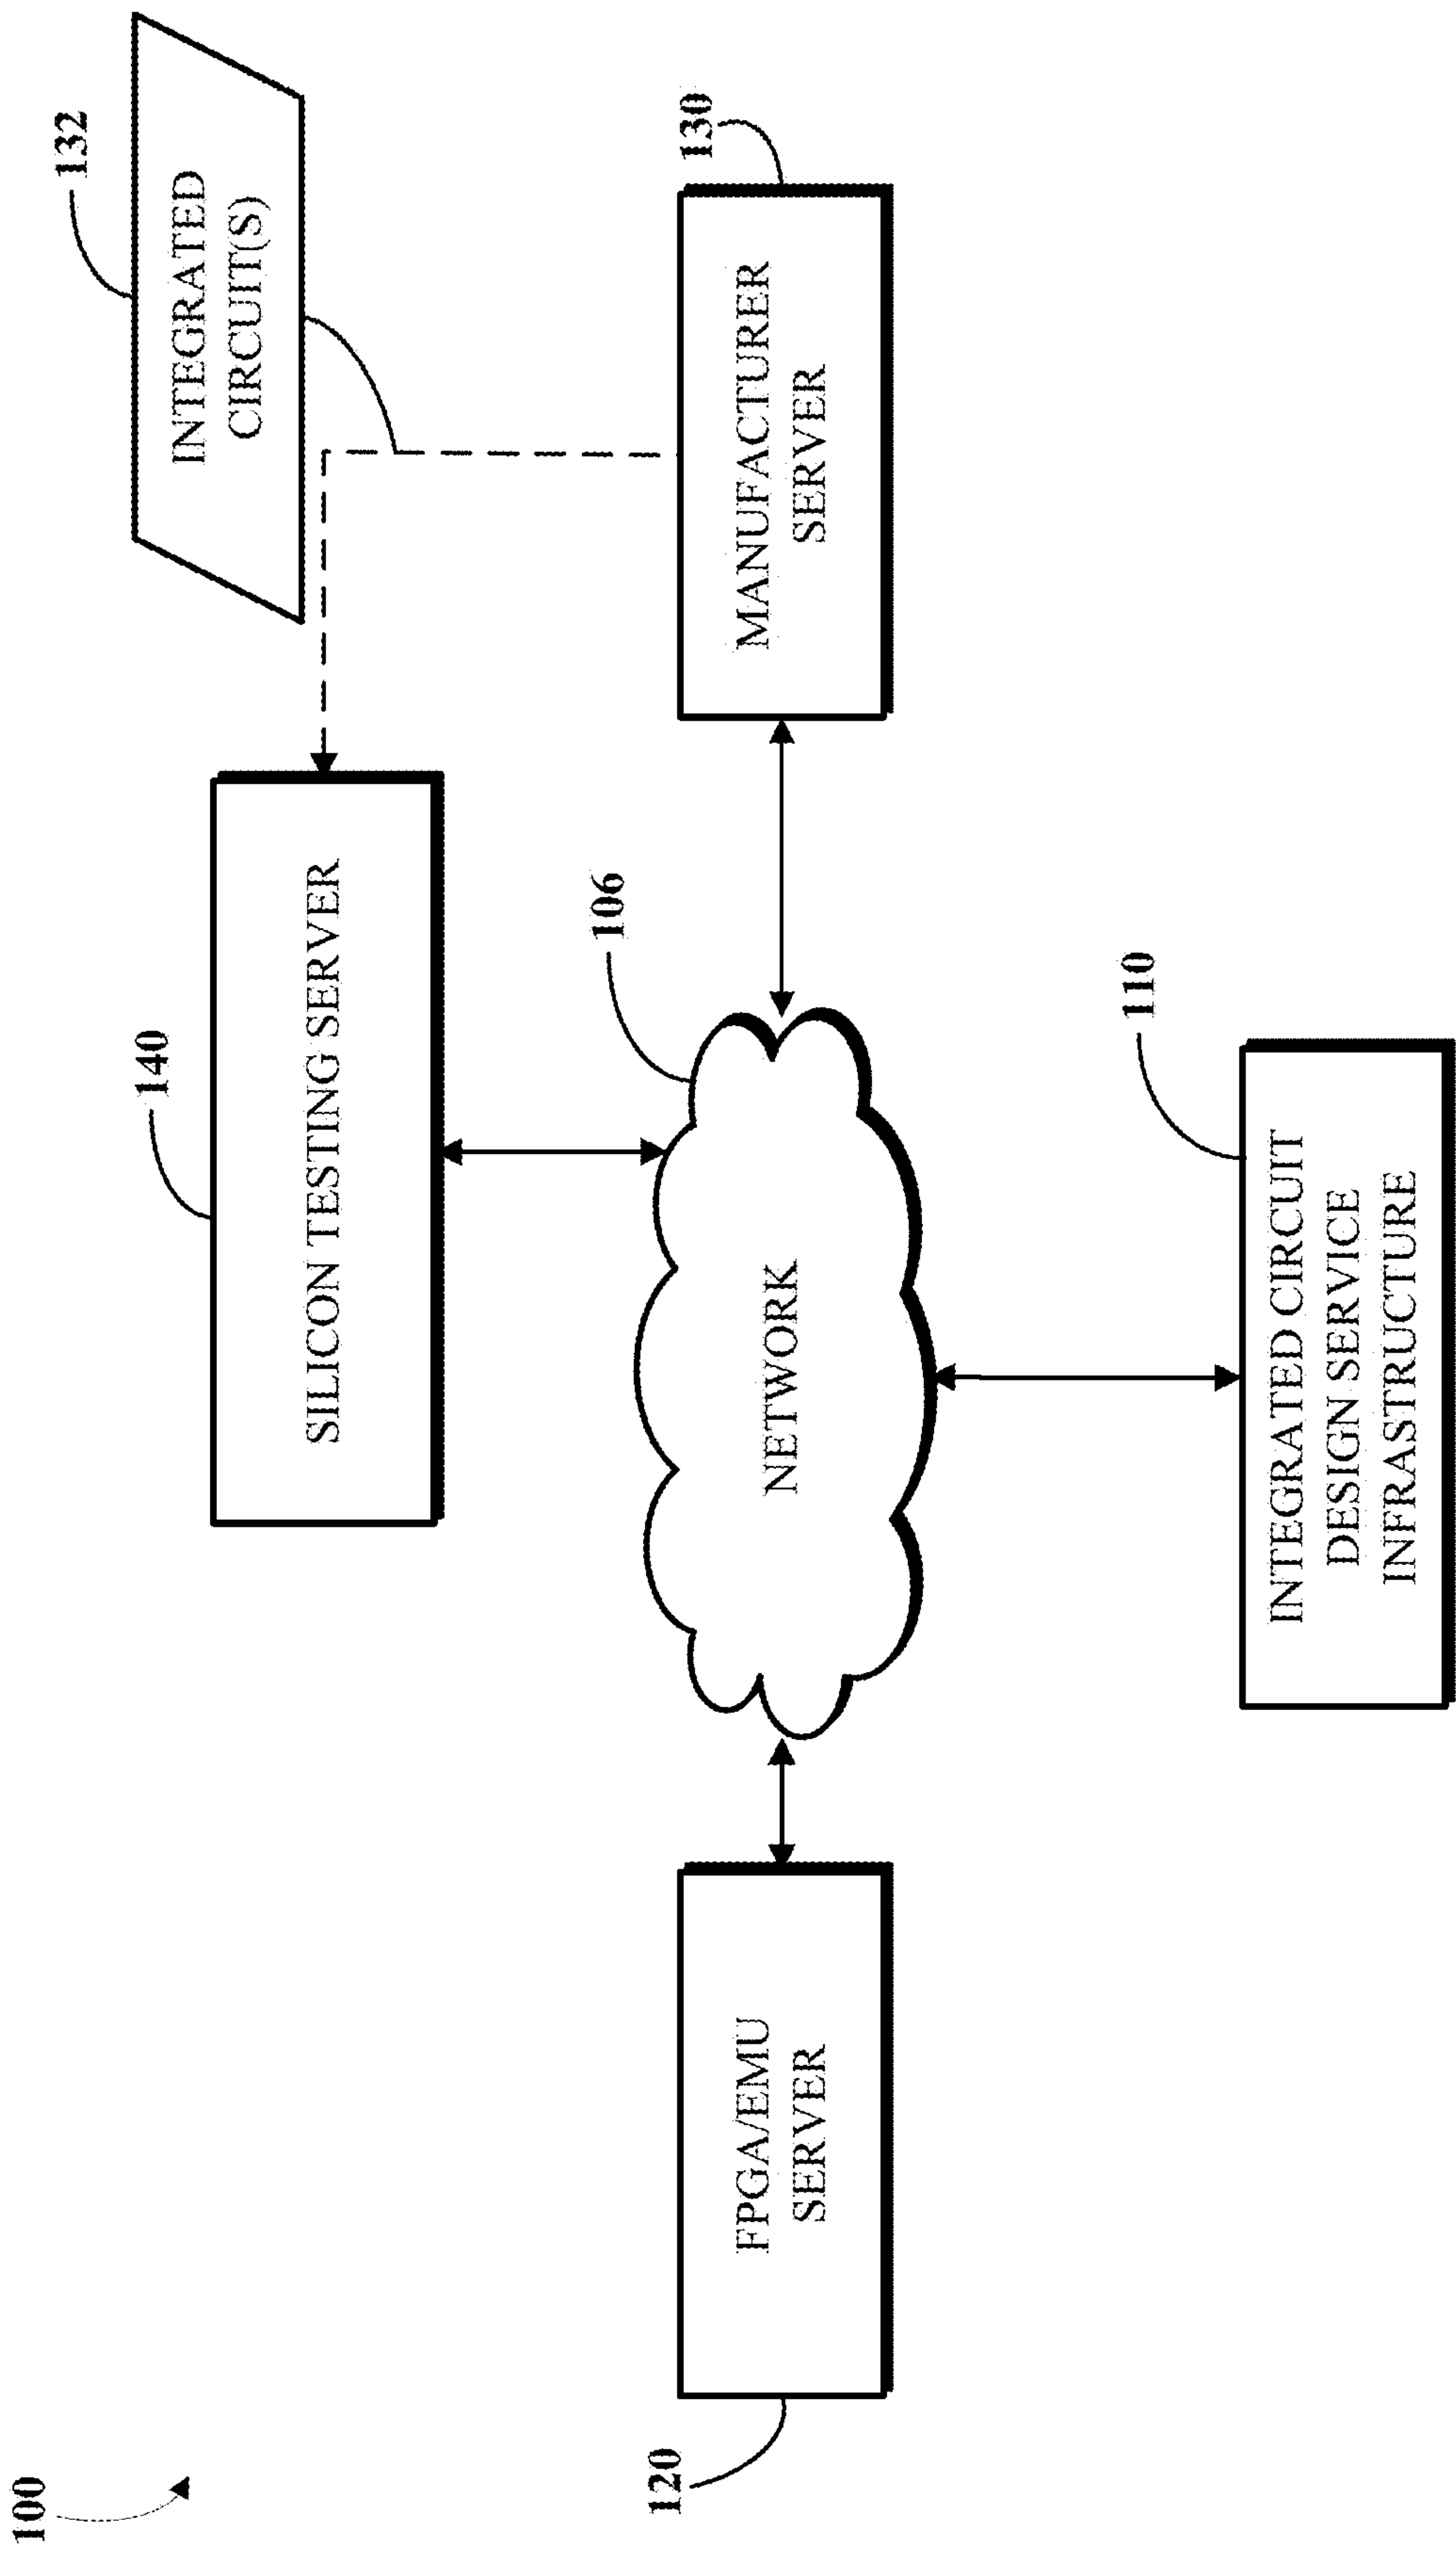 100
140
SILICON TESTING SERVER
132
INTEGRATED
CIRCUIT(S)
106
120
FPGA/EMU
SERVER
NETWORK
130
MANUFACTURER
SERVER
110
INTEGRATED CIRCUIT
DESIGN SERVICE
INFRASTRUCTURE